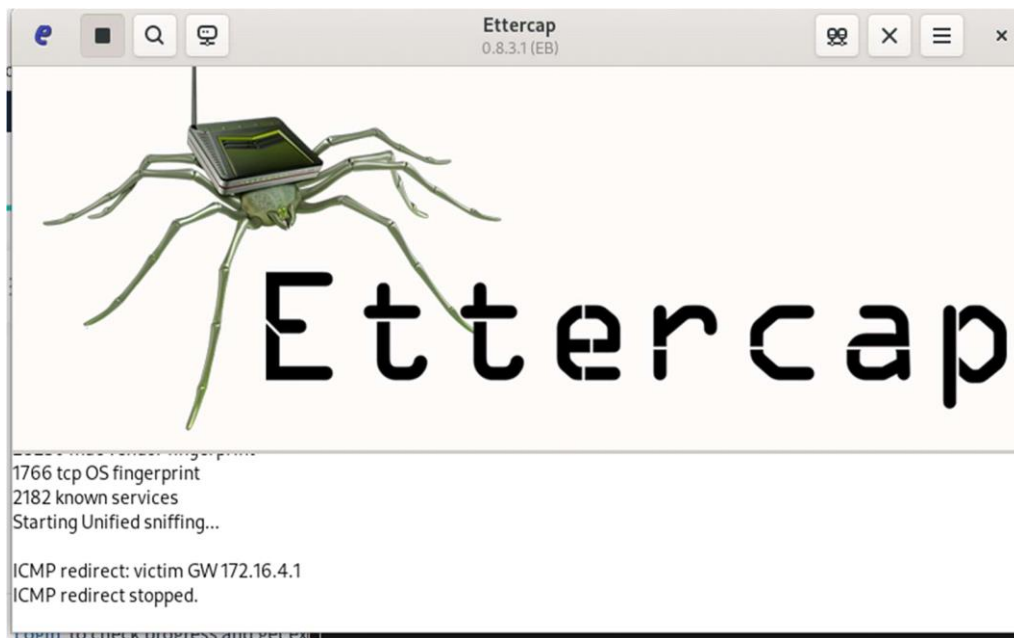 Ettercap
0.8.3.1 (EB)
Ettercap
1766 tcp OS fingerprint
2182 known services
Starting Unified sniffing...
ICMP redirect: victim GW 172.16.4.1
ICMP redirect stopped.